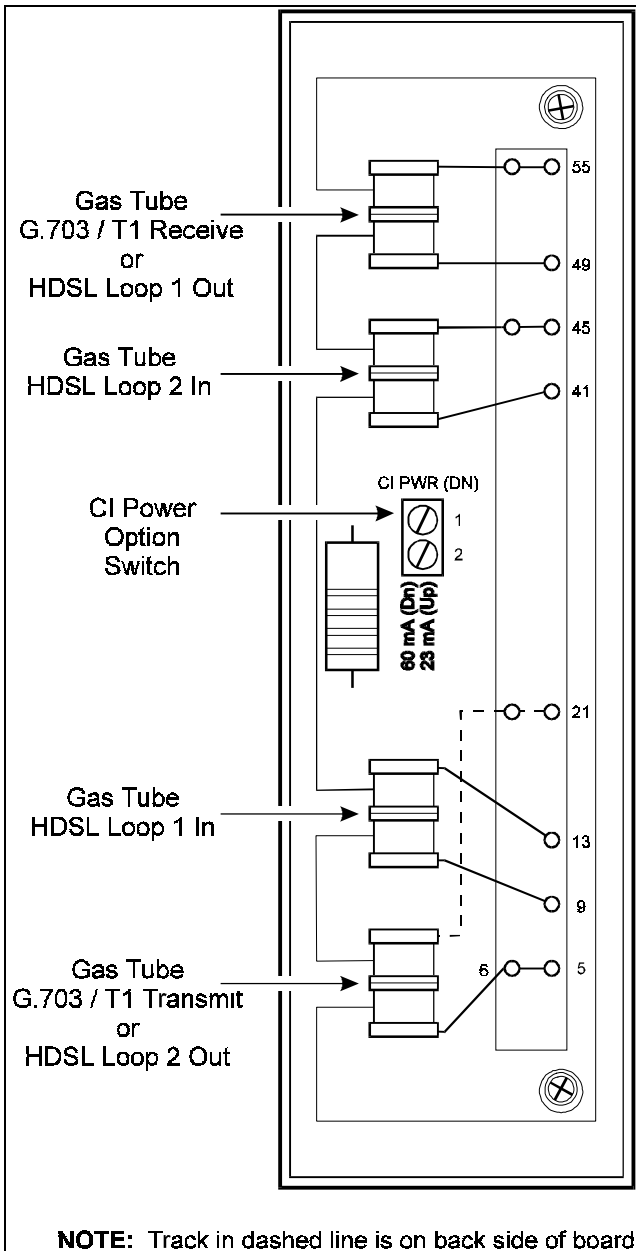 Gas Tube
G.703 / T1 Receive
or
HDSL Loop 1 Out
55
49
Gas Tube
HDSL Loop 2 In
45
41
CI PWR (DN)
CI Power
Option
Switch
1
2
60 mA (Dn)
23 mA (Up)
21
Gas Tube
HDSL Loop 1 In
13
9
Gas Tube
G.703 / T1 Transmit
or
HDSL Loop 2 Out
6
5
NOTE: Track in dashed line is on back side of board